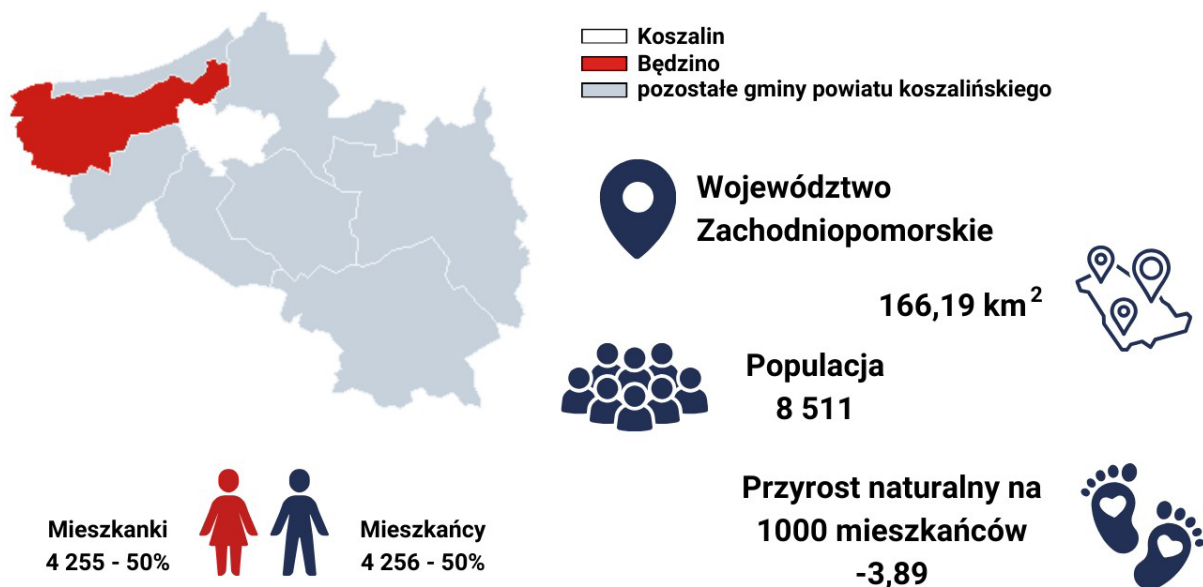 Koszalin
Będzino
pozostałe gminy powiatu koszalińskiego
Województwo
Zachodniopomorskie
166,19 km²
Populacja
8 511
Mieszkanki
4 255 - 50%
Mieszkańcy
4 256 - 50%
Przyrost naturalny na
1000 mieszkańców
-3,89